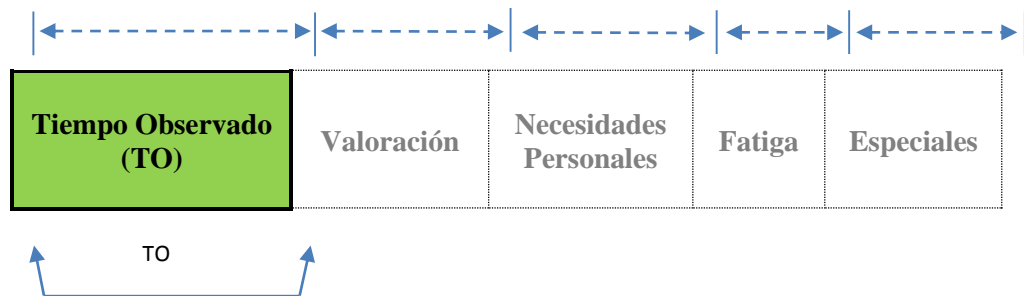 Tiempo Observado
(TO)
Valoración
Necesidades
Personales
Fatiga
Especiales
TO